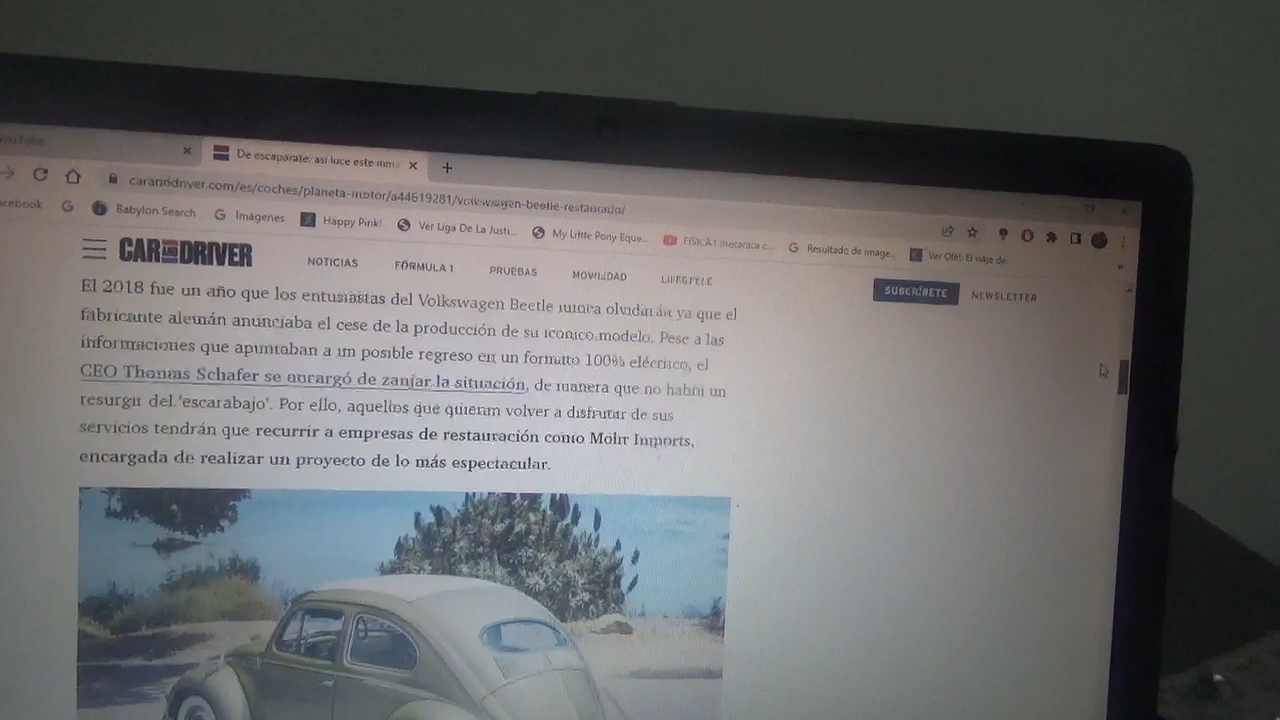 YouTube
De escaparate: así luce este inm
caranddriver.com/es/coches/planeta-motor/a44619281/volkswagen-beetle-restaurado/
acebook
Babylon Search
Imágenes
Happy Pink!
Ver Liga De La Justi...
My Little Pony Eque...
FISICA I
Resultado de image...
Ver Olé!: El viaje de
CAR AND DRIVER
NOTICIAS
FÓRMULA 1
PRUEBAS
MOVILIDAD
LIFESTYLE
SUBSCRÍBETE
NEWSLETTER
El 2018 fue un año que los entusiastas del Volkswagen Beetle nunca olvidarán ya que el
fabricante alemán anunciaba el cese de la producción de su icónico modelo. Pese a las
informaciones que apuntaban a un posible regreso en un formato 100% eléctrico, el
CEO Thomas Schafer se encargó de zanjar la situación, de manera que no habrá un
resurgir del 'escarabajo'. Por ello, aquellos que quieran volver a disfrutar de sus
servicios tendrán que recurrir a empresas de restauración como Mohr Imports,
encargada de realizar un proyecto de lo más espectacular.